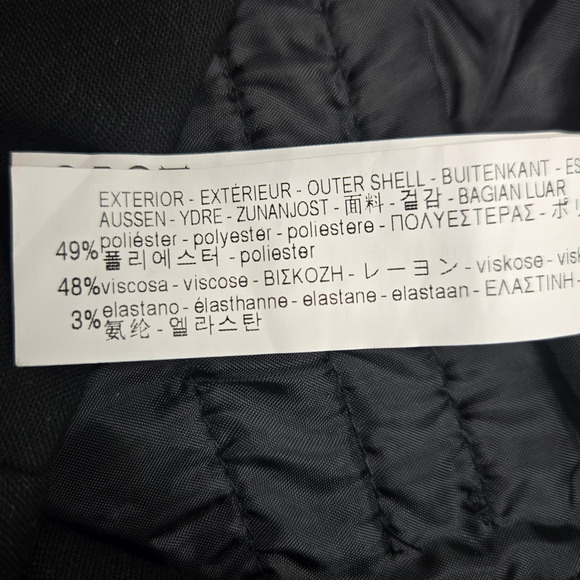 EXTERIOR - EXTÉRIEUR - OUTER SHELL - BUITENKANT -
AUSSEN - YDRE - ZUNANJOST - 面料 - 겉감 - BAGIAN LUAR
49% poliéster - polyester - poliestere - ΠΟΛΥΕΣΤΕΡΑΣ -
폴리에스터 - poliester
48% viscosa - viscose - ΒΙΣΚΟΖΗ - レーヨン - viskose -
3% elastano - élasthanne - elastane - elastaan - ΕΛΑΣΤΙΝΗ -
氨纶 - 엘라스탄